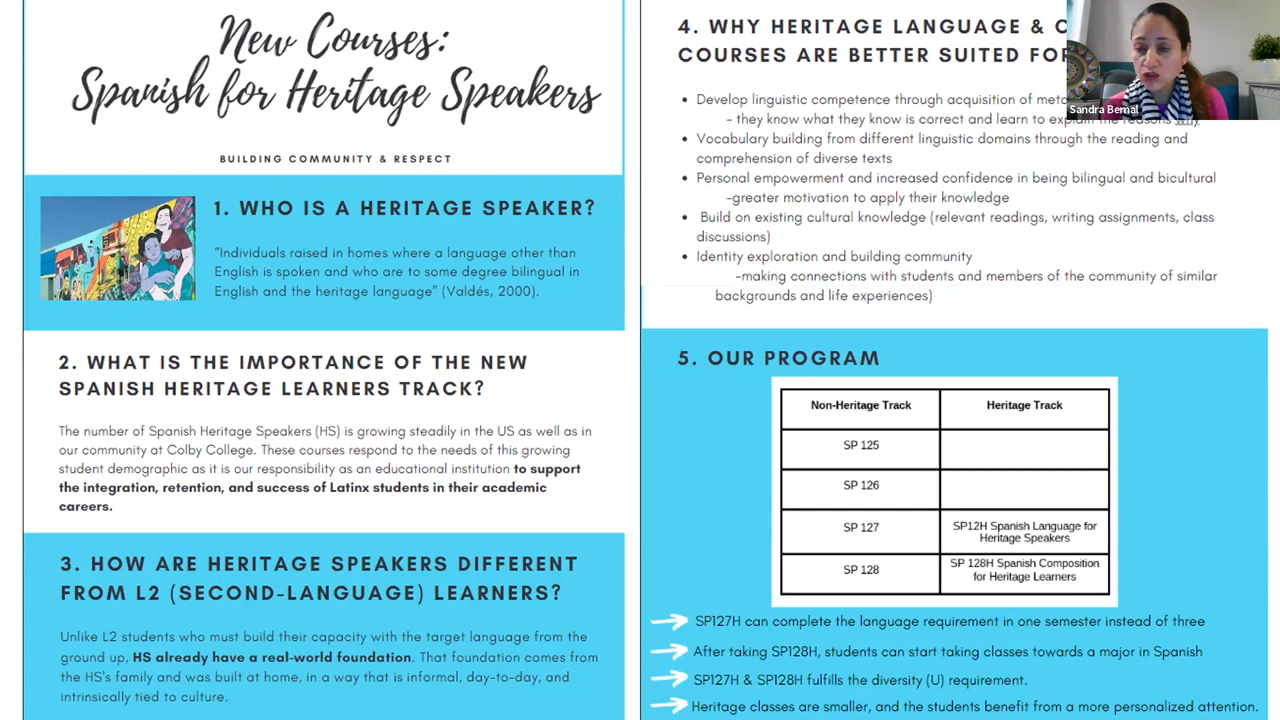 New Courses:
Spanish for Heritage Speakers
BUILDING COMMUNITY & RESPECT
1. WHO IS A HERITAGE SPEAKER?
“Individuals raised in homes where a language other than
English is spoken and who are to some degree bilingual in
English and the heritage language” (Valdés, 2000).
2. WHAT IS THE IMPORTANCE OF THE NEW
SPANISH HERITAGE LEARNERS TRACK?
The number of Spanish Heritage Speakers (HS) is growing steadily in the US as well as in
our community at Colby College. These courses respond to the needs of this growing
student demographic as it is our responsibility as an educational institution to support
the integration, retention, and success of Latinx students in their academic
careers.
3. HOW ARE HERITAGE SPEAKERS DIFFERENT
FROM L2 (SECOND-LANGUAGE) LEARNERS?
Unlike L2 students who must build their capacity with the target language from the
ground up, HS already have a real-world foundation. That foundation comes from
the HS's family and was built at home, in a way that is informal, day-to-day, and
intrinsically tied to culture.
4. WHY HERITAGE LANGUAGE &
COURSES ARE BETTER SUITED
Sandra Bernal
• Develop linguistic competence through acquisition of
- they know what they know is correct and learn to explain the reasons why
• Vocabulary building from different linguistic domains through the reading and
comprehension of diverse texts
• Personal empowerment and increased confidence in being bilingual and bicultural
-greater motivation to apply their knowledge
• Build on existing cultural knowledge (relevant readings, writing assignments, class
discussions)
• Identity exploration and building community
-making connections with students and members of the community of similar
backgrounds and life experiences)
5. OUR PROGRAM
Non-Heritage Track Heritage Track
SP 125
SP 126
SP 127 SP12H Spanish Language for
Heritage Speakers
SP 128 SP 128H Spanish Composition
for Heritage Learners
SP127H can complete the language requirement in one semester instead of three
After taking SP128H, students can start taking classes towards a major in Spanish
SP127H & SP128H fulfills the diversity (U) requirement.
Heritage classes are smaller, and the students benefit from a more personalized attention.